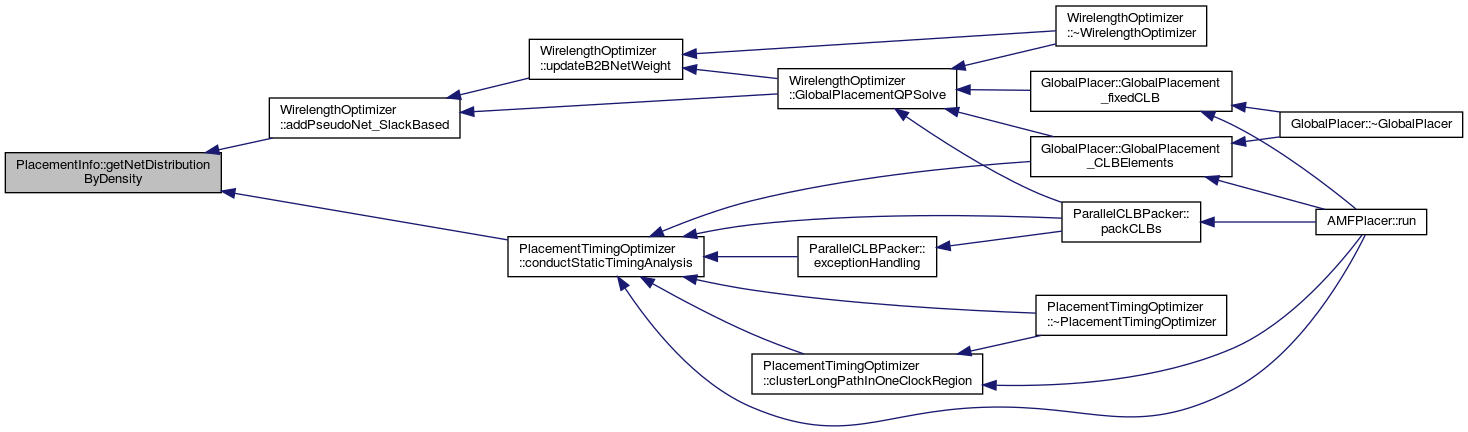 PlacementInfo::getNetDistribution
ByDensity
WirelengthOptimizer
::addPseudoNet_SlackBased
WirelengthOptimizer
::updateB2BNetWeight
WirelengthOptimizer
::GlobalPlacementQPSolve
WirelengthOptimizer
::~WirelengthOptimizer
GlobalPlacer::GlobalPlacement
_fixedCLB
GlobalPlacer::GlobalPlacement
_CLBElements
GlobalPlacer::~GlobalPlacer
ParallelCLBPacker::
packCLBs
AMFPlacer::run
PlacementTimingOptimizer
::conductStaticTimingAnalysis
ParallelCLBPacker::
exceptionHandling
PlacementTimingOptimizer
::~PlacementTimingOptimizer
PlacementTimingOptimizer
::clusterLongPathInOneClockRegion